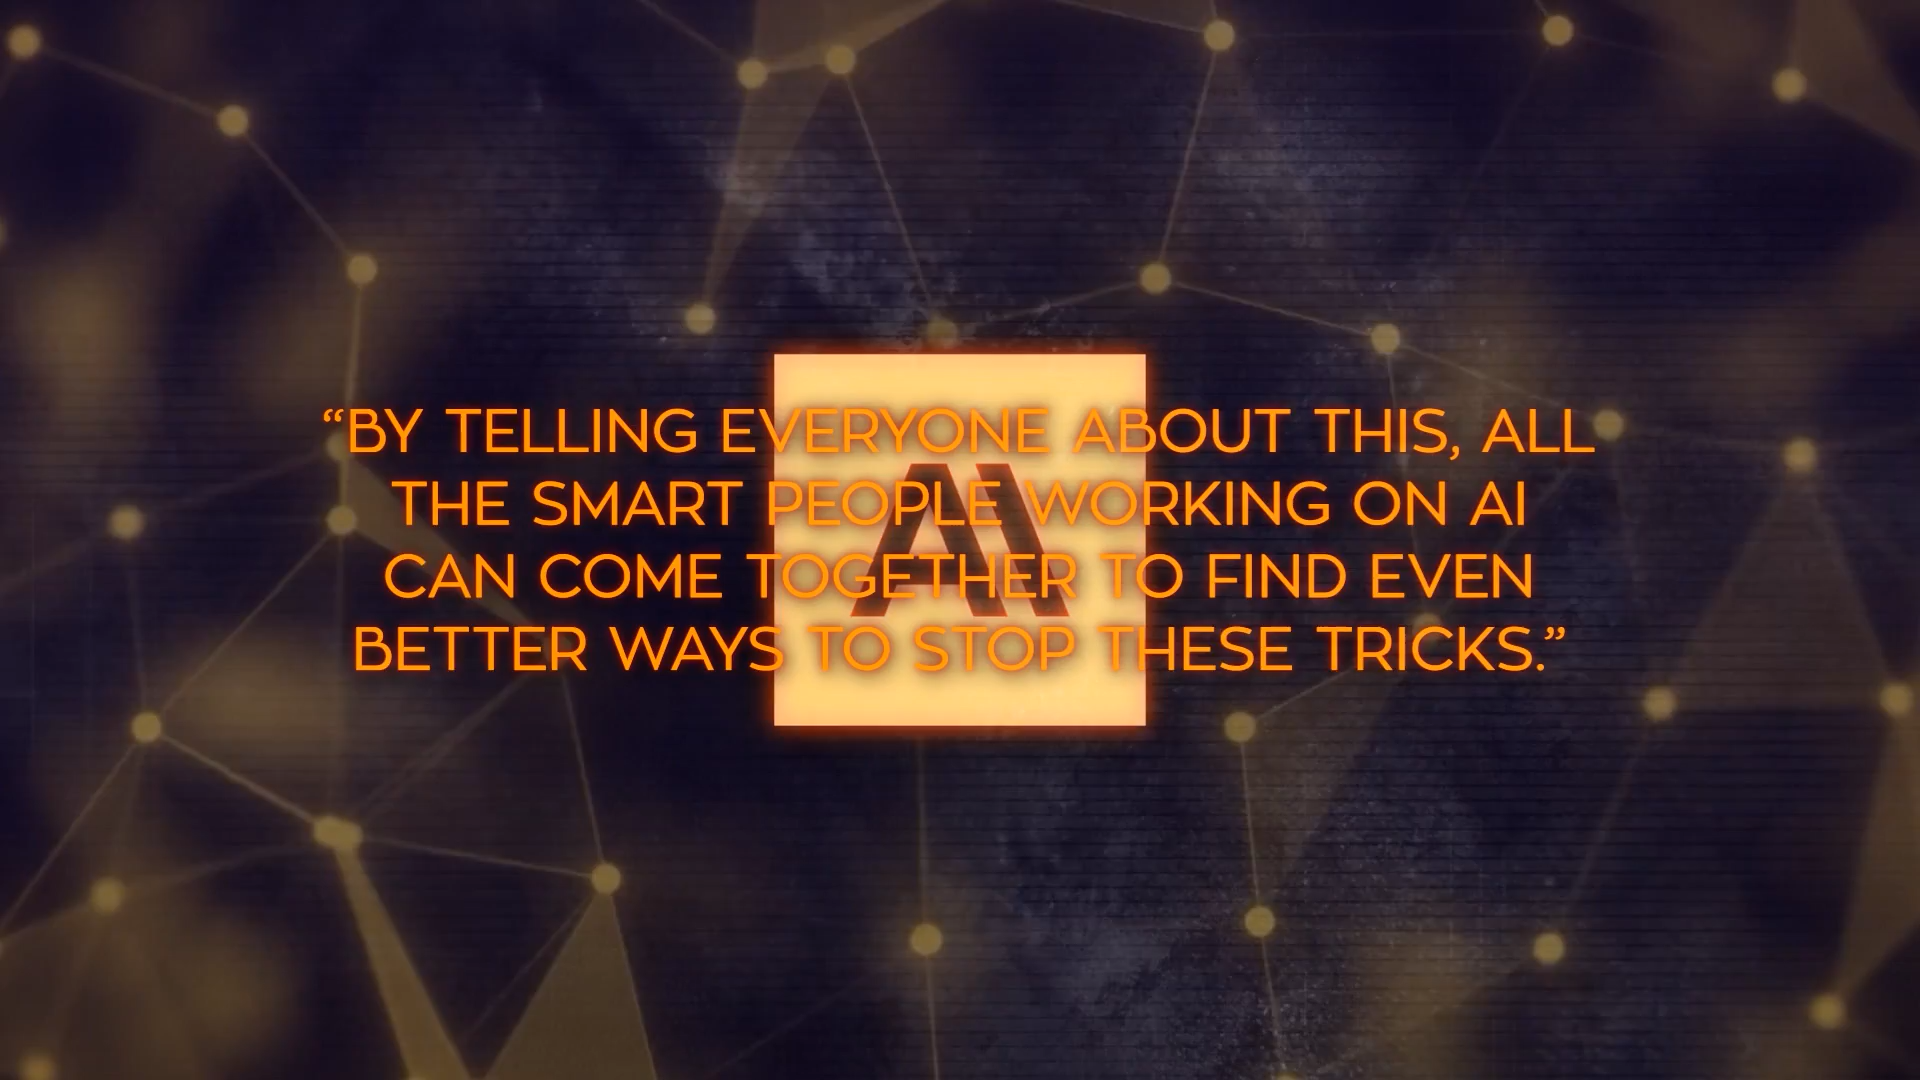 “BY TELLING EVERYONE ABOUT THIS, ALL
THE SMART PEOPLE WORKING ON AI
CAN COME TOGETHER TO FIND EVEN
BETTER WAYS TO STOP THESE TRICKS.”
AI